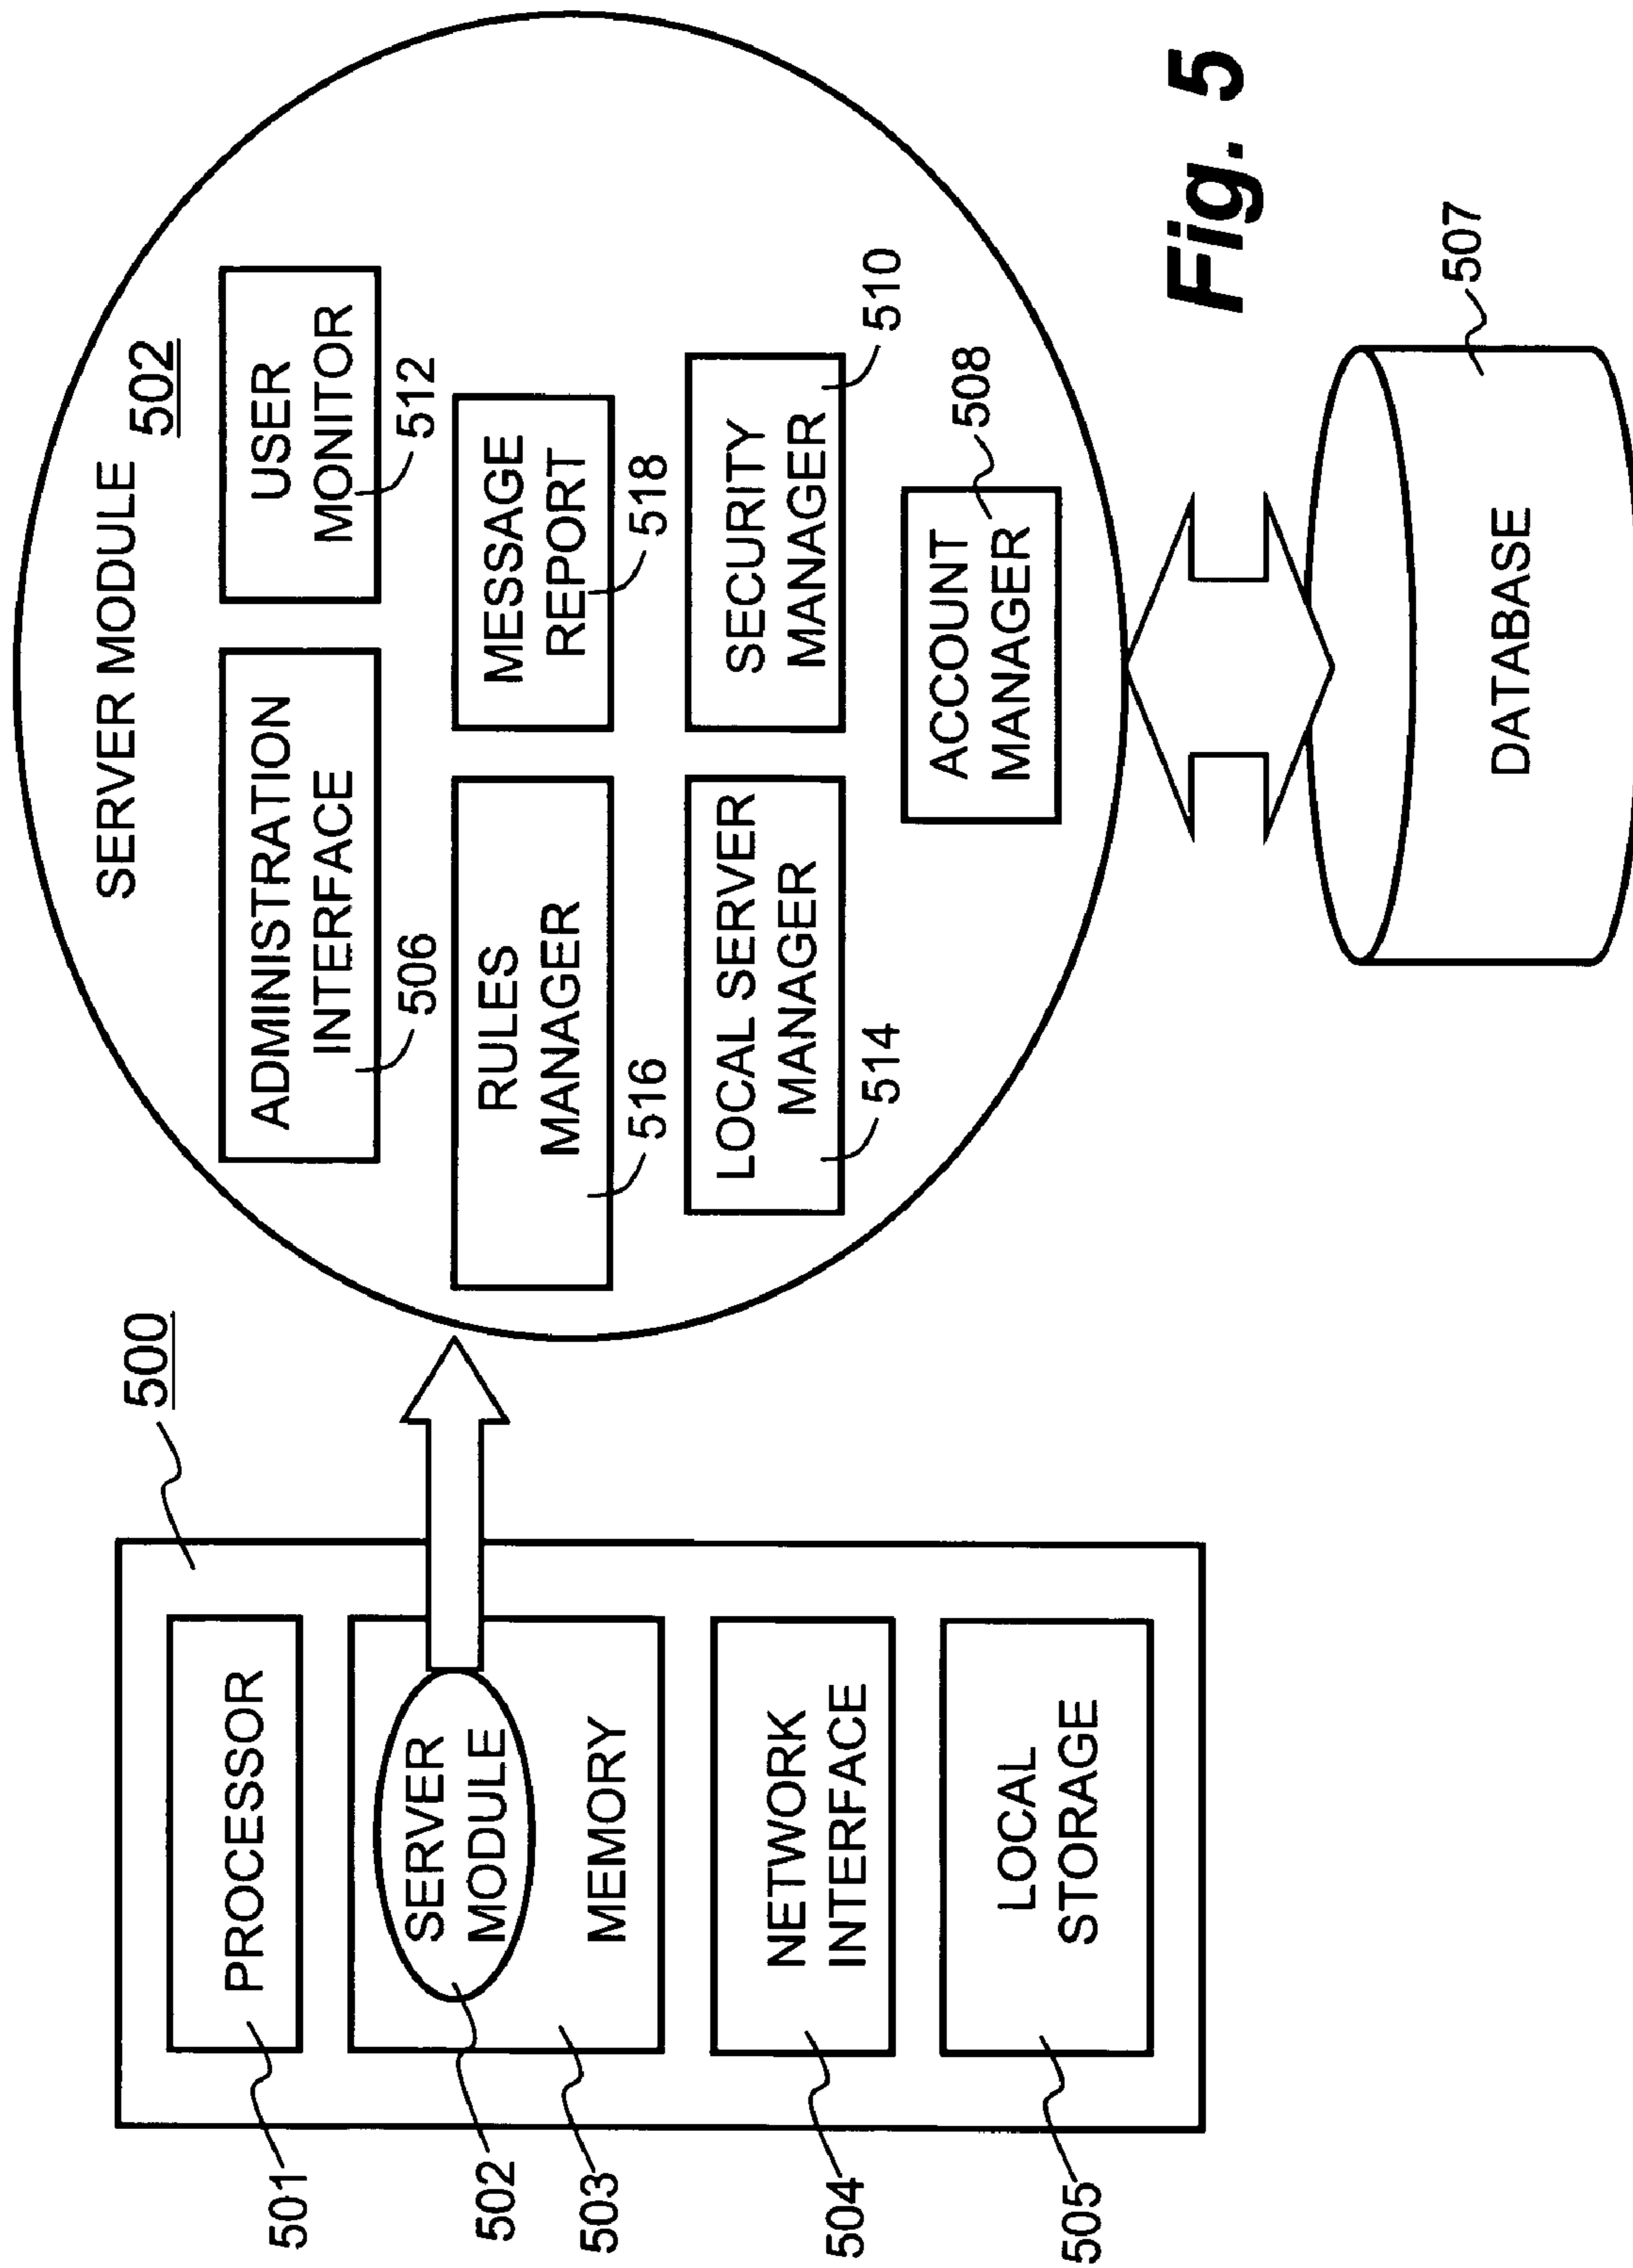 500
PROCESSOR
501
SERVER
MODULE
502
MEMORY
503
NETWORK
INTERFACE
504
LOCAL
STORAGE
505
SERVER MODULE
502
ADMINISTRATION
INTERFACE
506
USER
MONITOR
512
RULES
MANAGER
516
MESSAGE
REPORT
518
LOCAL SERVER
MANAGER
514
SECURITY
MANAGER
510
ACCOUNT
MANAGER
508
DATABASE
507
Fig. 5